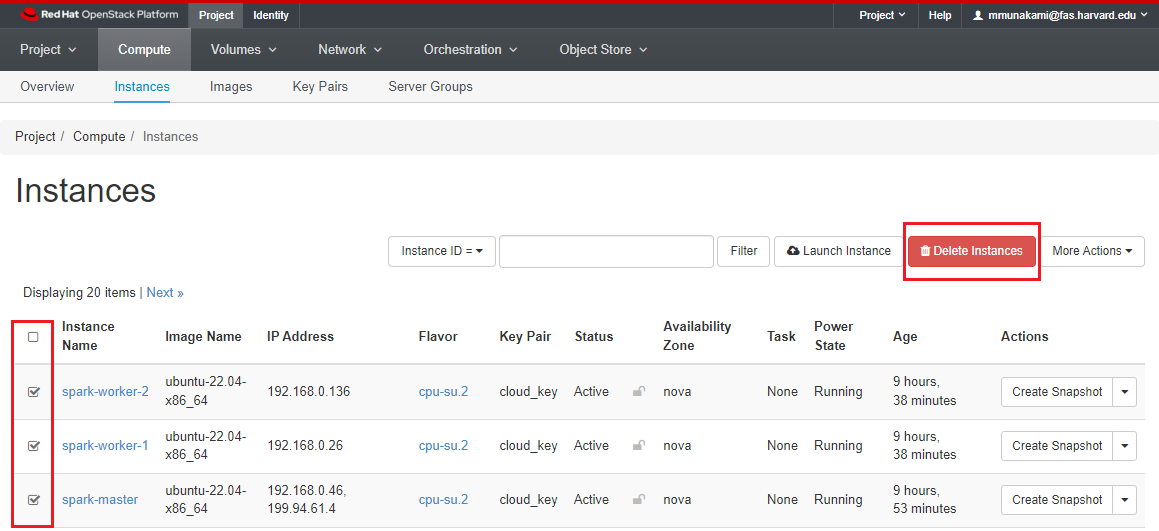 Red Hat OpenStack Platform Project Identity Project Help mmunakami@fas.harvard.edu
Project Compute Volumes Network Orchestration Object Store
Overview Instances Images Key Pairs Server Groups
Project / Compute / Instances
Instances
Instance ID = Filter Launch Instance Delete Instances More Actions
Displaying 20 items | Next »
Instance Name Image Name IP Address Flavor Key Pair Status Availability Zone Task Power State Age Actions
spark-worker-2 ubuntu-22.04-x86_64 192.168.0.136 cpu-su.2 cloud_key Active nova None Running 9 hours, 38 minutes Create Snapshot
spark-worker-1 ubuntu-22.04-x86_64 192.168.0.26 cpu-su.2 cloud_key Active nova None Running 9 hours, 38 minutes Create Snapshot
spark-master ubuntu-22.04-x86_64 192.168.0.46, 199.94.61.4 cpu-su.2 cloud_key Active nova None Running 9 hours, 53 minutes Create Snapshot